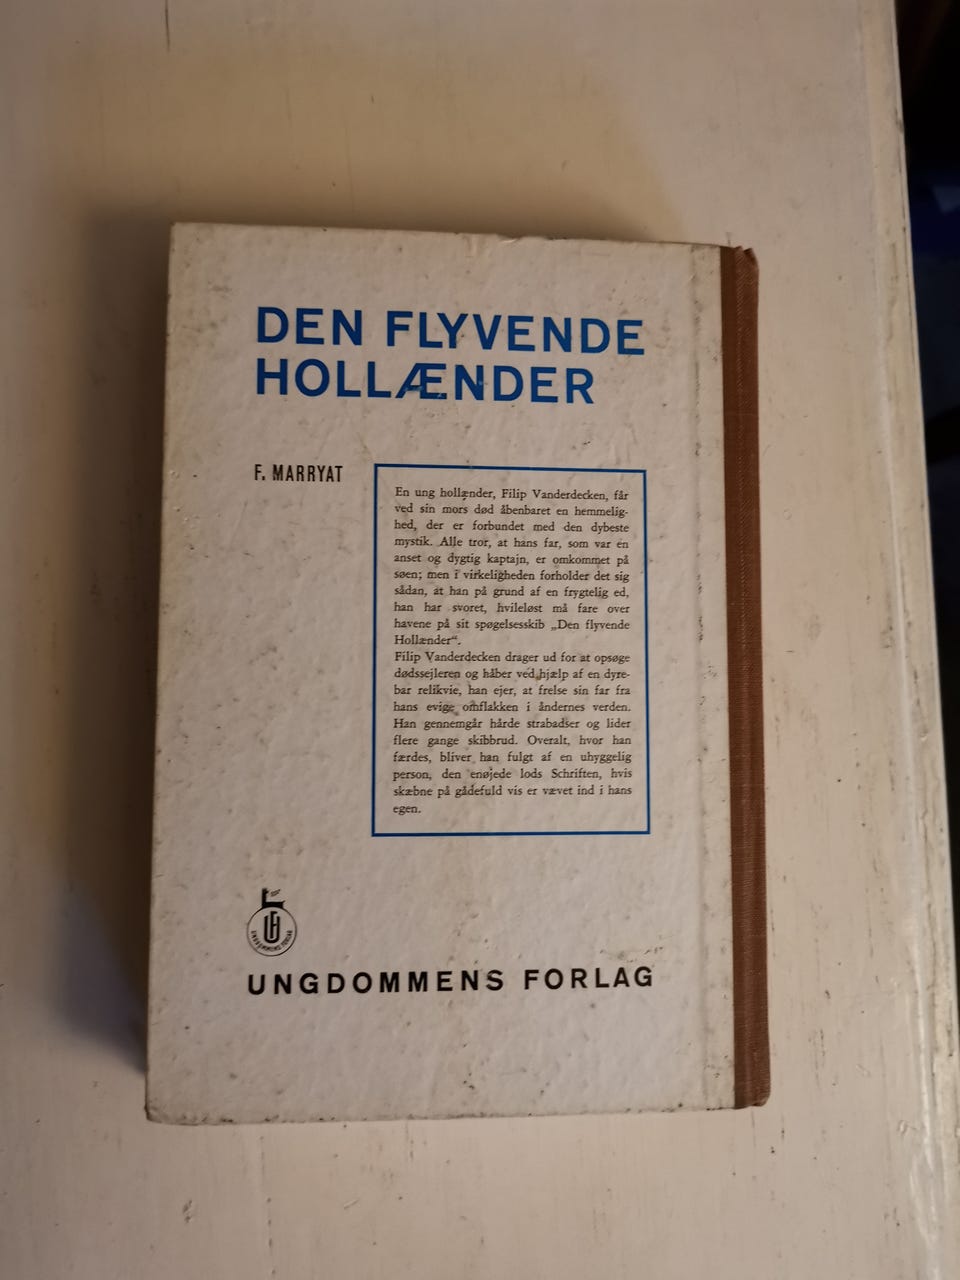 DEN FLYVENDE
HOLLÆNDER
F. MARRYAT
En ung hollænder, Filip Vanderdecken, får
ved sin mors død åbenbaret en hemmelig-
hed, der er forbundet med den dybeste
mystik. Alle tror, at hans far, som var en
anset og dygtig kaptajn, er omkommet på
søen; men i virkeligheden forholder det sig
sådan, at han på grund af en frygtelig ed,
han har svoret, hvileløst må fare over
havene på sit spøgelsesskib „Den flyvende
Hollænder“.
Filip Vanderdecken drager ud for at opsøge
dødssejleren og håber ved hjælp af en dyre-
bar relikvie, han ejer, at frelse sin far fra
hans evige omflakken i åndernes verden.
Han gennemgår hårde strabadser og lider
flere gange skibbrud. Overalt, hvor han
færdes, bliver han fulgt af en uhyggelig
person, den enøjede lods Schriften, hvis
skæbne på gådefuld vis er vævet ind i hans
egen.
UF
UNGDOMMENS FORLAG
UNGDOMMENS FORLAG